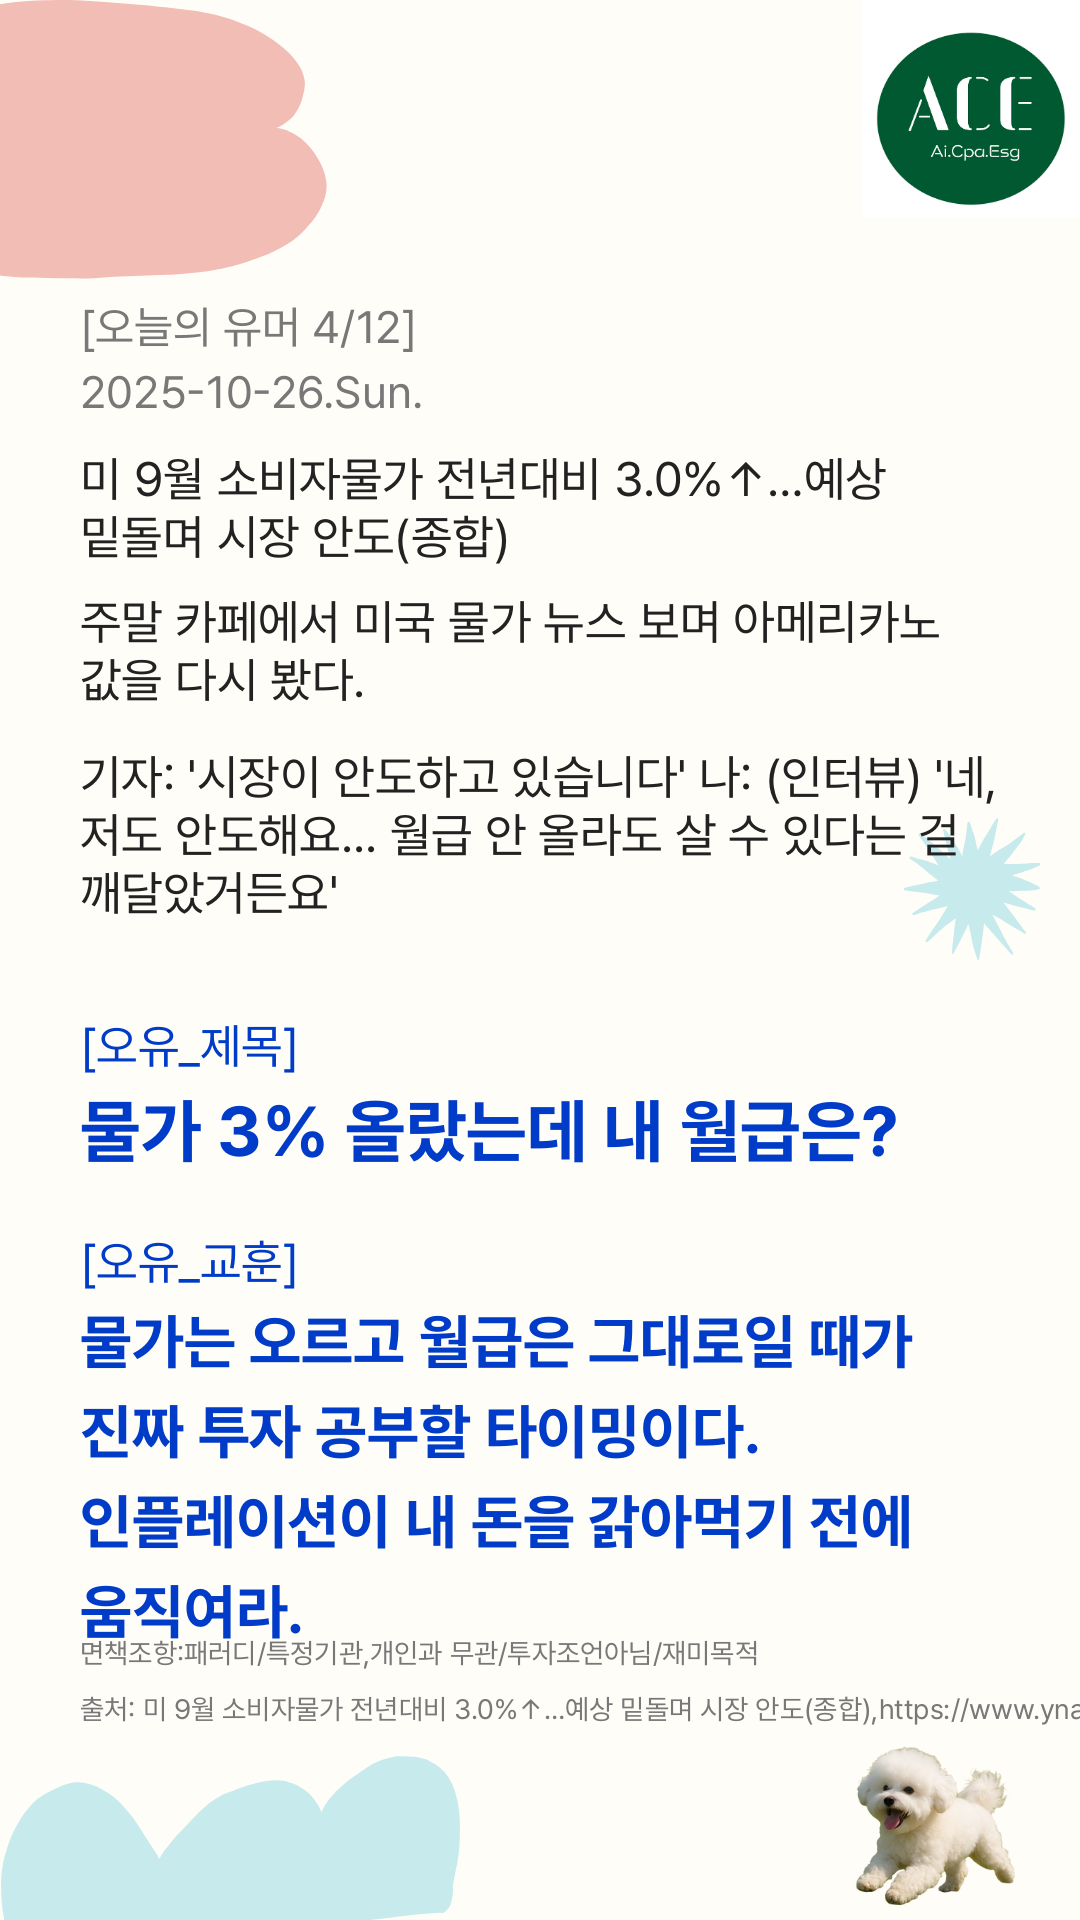 ACE
Ai.Cpa.Esg
[오늘의 유머 4/12]
2025-10-26.Sun.
미 9월 소비자물가 전년대비 3.0%↑…예상
밑돌며 시장 안도(종합)
주말 카페에서 미국 물가 뉴스 보며 아메리카노
값을 다시 봤다.
기자: '시장이 안도하고 있습니다' 나: (인터뷰) '네,
저도 안도해요… 월급 안 올라도 살 수 있다는 걸
깨달았거든요'
[오유_제목]
물가 3% 올랐는데 내 월급은?
[오유_교훈]
물가는 오르고 월급은 그대로일 때가
진짜 투자 공부할 타이밍이다.
인플레이션이 내 돈을 갉아먹기 전에
움직여라.
면책조항:패러디/특정기관,개인과 무관/투자조언아님/재미목적
출처: 미 9월 소비자물가 전년대비 3.0%↑…예상 밑돌며 시장 안도(종합),https://www.yna